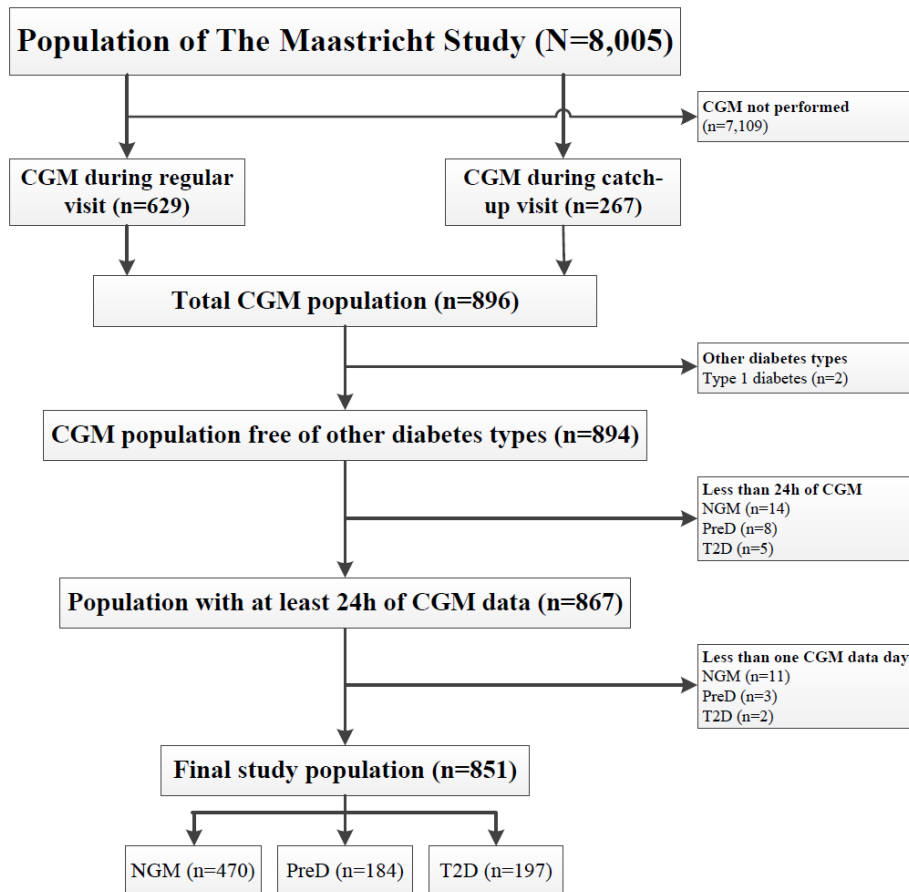 Population of The Maastricht Study (N=8,005)
CGM not performed
(n=7,109)
CGM during regular
visit (n=629)
CGM during catch-
up visit (n=267)
Total CGM population (n=896)
Other diabetes types
Type 1 diabetes (n=2)
CGM population free of other diabetes types (n=894)
Less than 24h of CGM
NGM (n=14)
PreD (n=8)
T2D (n=5)
Population with at least 24h of CGM data (n=867)
Less than one CGM data day
NGM (n=11)
PreD (n=3)
T2D (n=2)
Final study population (n=851)
NGM (n=470)
PreD (n=184)
T2D (n=197)